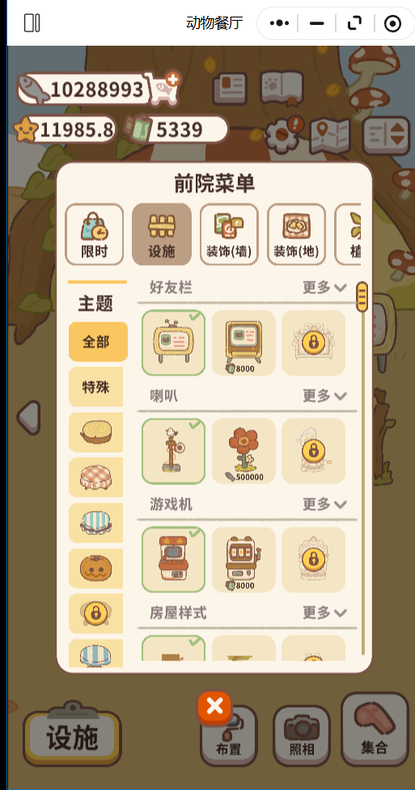 动物餐厅
10288993
11985.8
5339
前院菜单
限时
设施
装饰(墙)
装饰(地)
植
主题
全部
特殊
好友栏
更多
8000
喇叭
更多
500000
游戏机
更多
8000
房屋样式
更多
设施
布置
照相
集合